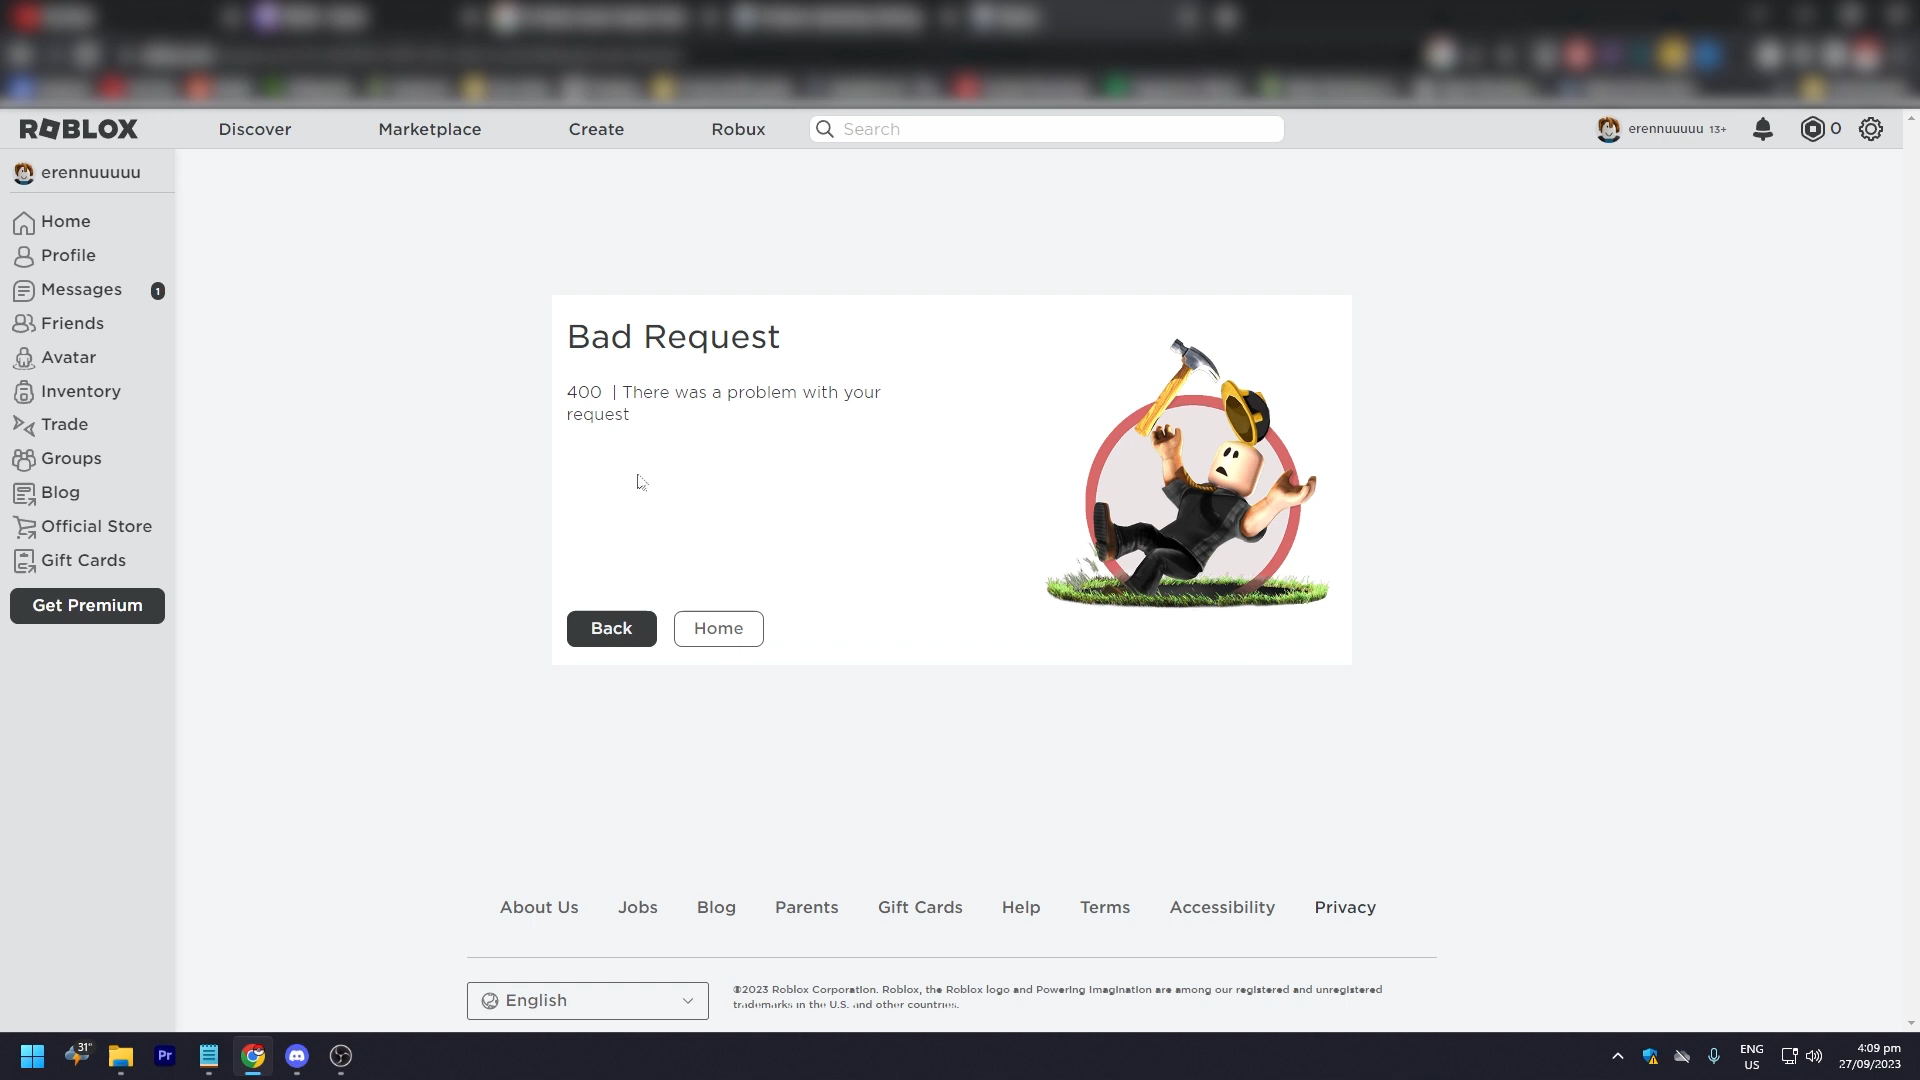 ROBLOX
Discover
Marketplace
Create
Robux
Search
erennuuuuu 13+
0
erennuuuuu
Home
Profile
Messages
1
Friends
Avatar
Inventory
Trade
Groups
Blog
Official Store
Gift Cards
Get Premium
Bad Request
400 | There was a problem with your
request
Back
Home
About Us
Jobs
Blog
Parents
Gift Cards
Help
Terms
Accessibility
Privacy
English
©2023 Roblox Corporation. Roblox, the Roblox logo and Powering Imagination are among our registered and unregistered
trademarks in the U.S. and other countries.
31°
Pr
ENG
US
4:09 pm
27/09/2023